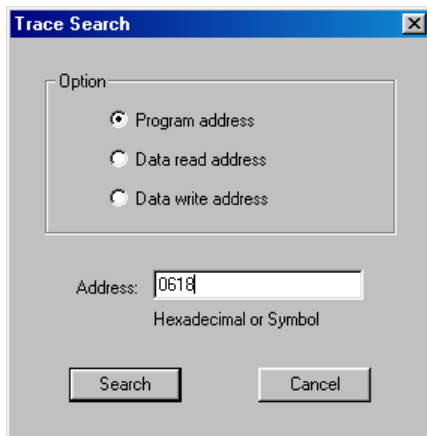 Trace Search
Option
Program address
Data read address
Data write address
Address: 0618
Hexadecimal or Symbol
Search Cancel